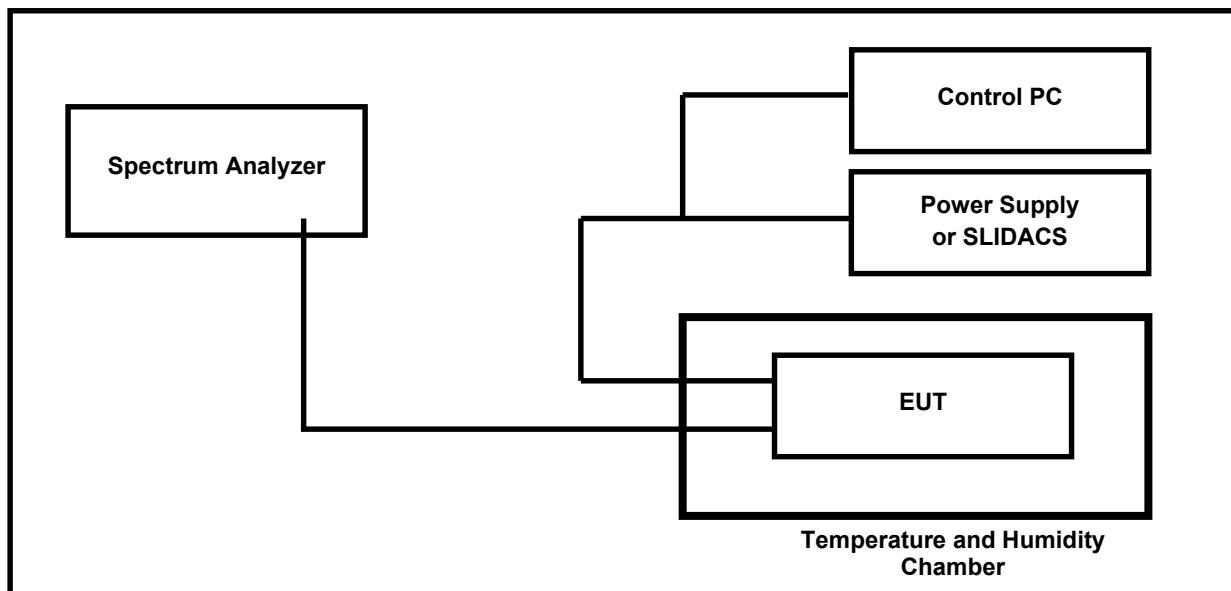 Control PC
Spectrum Analyzer
Power Supply
or SLIDACS
EUT
Temperature and Humidity
Chamber